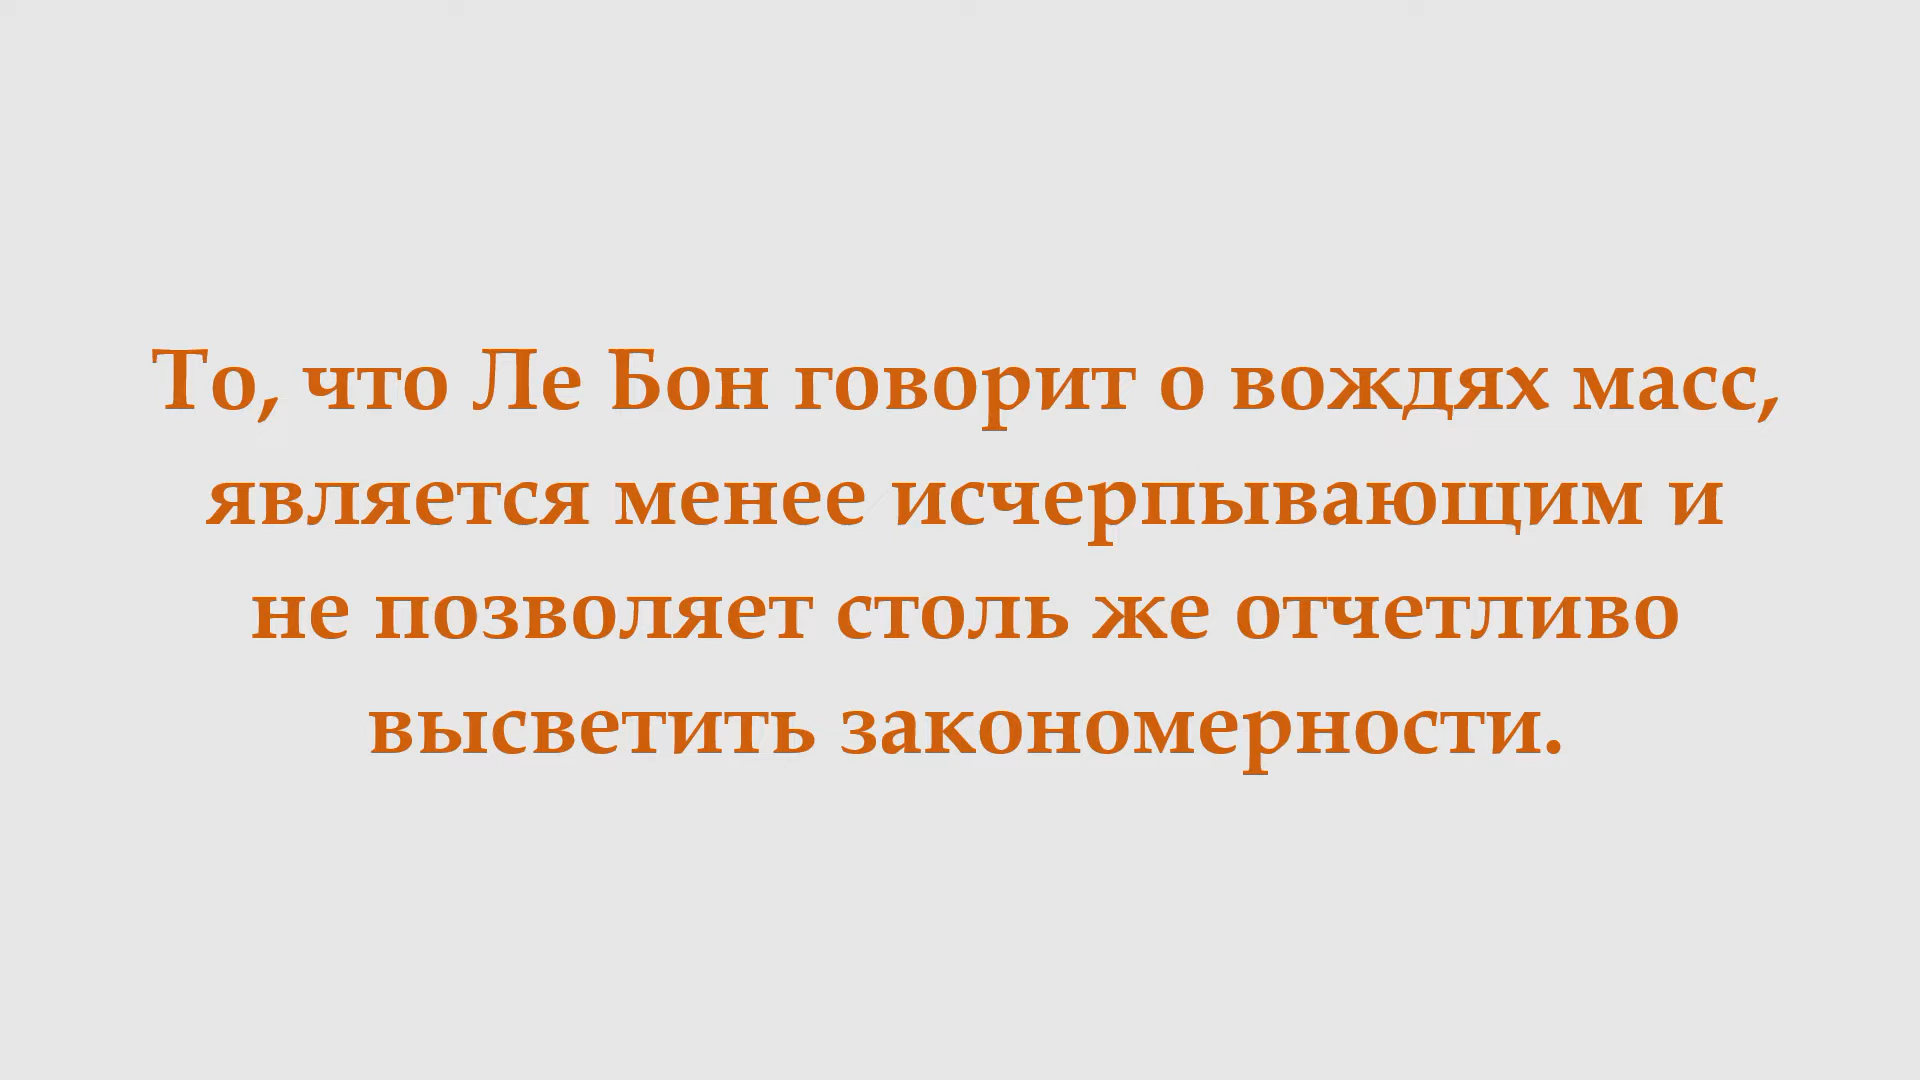 То, что Ле Бон говорит о вождях масс,
является менее исчерпывающим и
не позволяет столь же отчетливо
высветить закономерности.